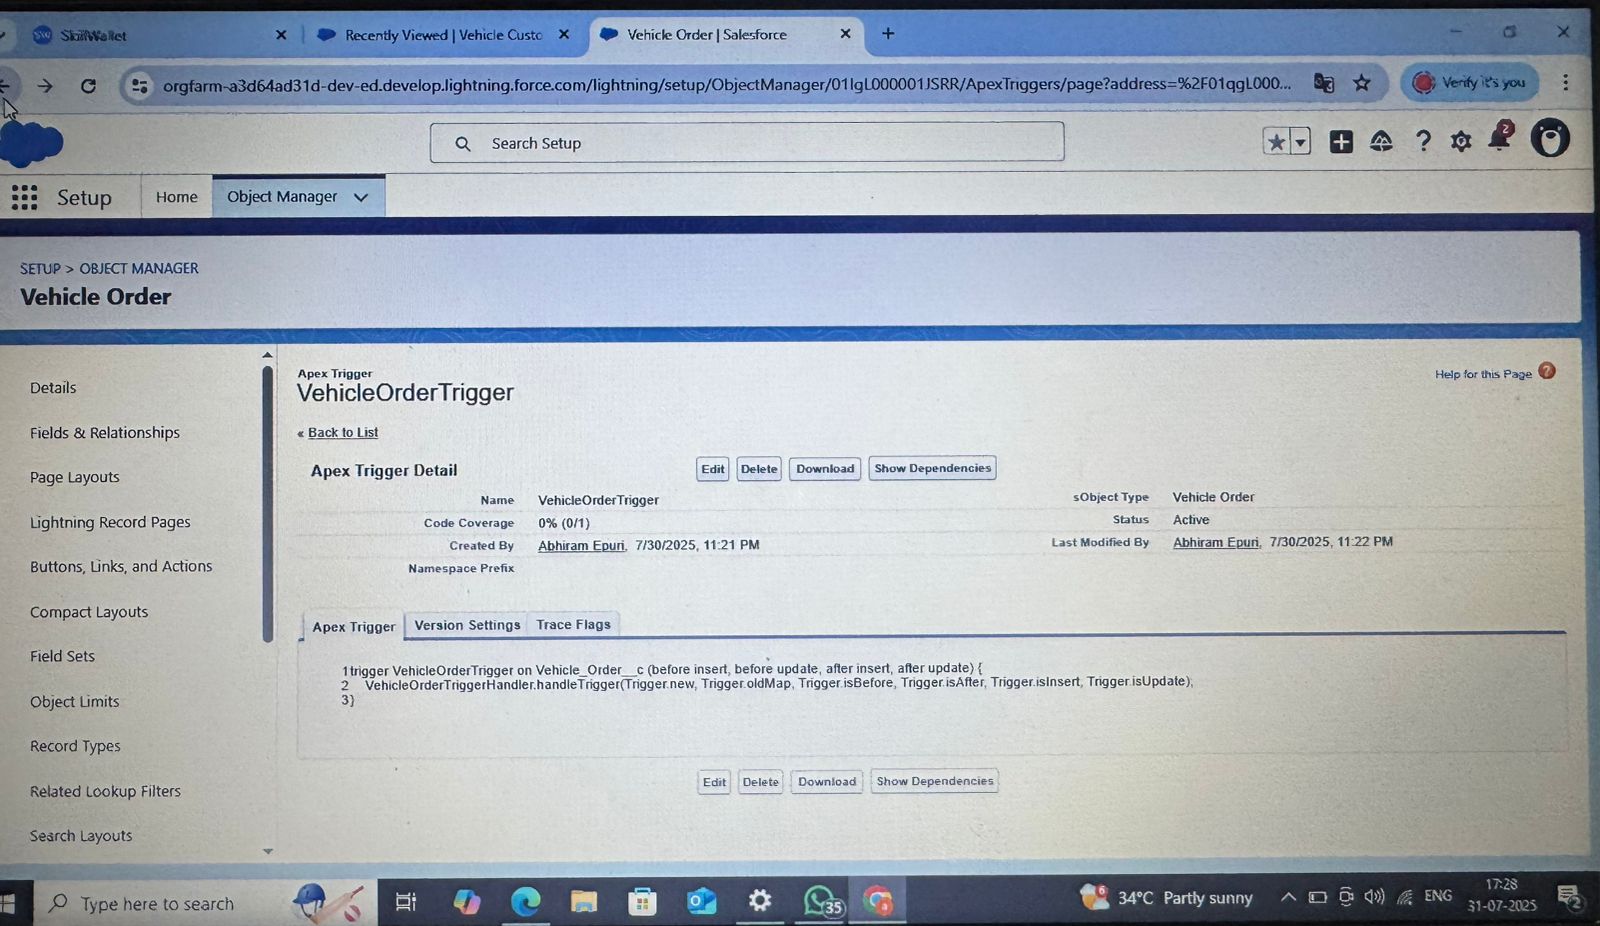 SkillWallet
Recently Viewed | Vehicle Custo
Vehicle Order | Salesforce
orgfarm-a3d64ad31d-dev-ed.develop.lightning.force.com/lightning/setup/ObjectManager/01IgL000001JSRR/ApexTriggers/page?address=%2F01qgL000...
Verify it's you
Search Setup
2
Setup
Home
Object Manager
SETUP > OBJECT MANAGER
Vehicle Order
Details
Fields & Relationships
Page Layouts
Lightning Record Pages
Buttons, Links, and Actions
Compact Layouts
Field Sets
Object Limits
Record Types
Related Lookup Filters
Search Layouts
Apex Trigger
VehicleOrderTrigger
Help for this Page ?
« Back to List
Apex Trigger Detail
Edit Delete Download Show Dependencies
Name VehicleOrderTrigger sObject Type Vehicle Order
Code Coverage 0% (0/1) Status Active
Created By Abhiram Epuri, 7/30/2025, 11:21 PM Last Modified By Abhiram Epuri, 7/30/2025, 11:22 PM
Namespace Prefix
Apex Trigger Version Settings Trace Flags
1 trigger VehicleOrderTrigger on Vehicle_Order__c (before insert, before update, after insert, after update) {
2 VehicleOrderTriggerHandler.handleTrigger(Trigger.new, Trigger.oldMap, Trigger.isBefore, Trigger.isAfter, Trigger.isInsert, Trigger.isUpdate);
3 }
Edit Delete Download Show Dependencies
Type here to search
35
6
34°C Partly sunny
ENG
17:28
31-07-2025
2